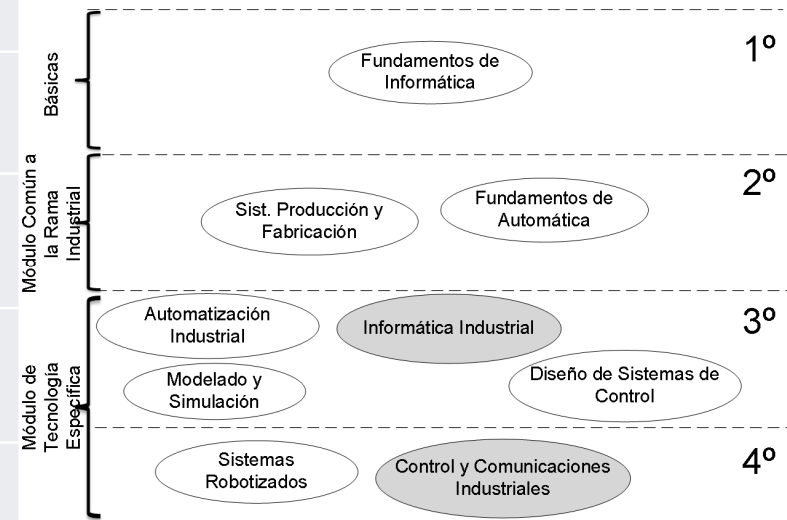 Básicas
1º
Fundamentos de
Informática
Módulo Común a
la Rama
Industrial
2º
Sist. Producción y
Fabricación
Fundamentos de
Automática
Módulo de
Tecnología
Específica
3º
Automatización
Industrial
Informática Industrial
Modelado y
Simulación
Diseño de Sistemas de
Control
4º
Sistemas
Robotizados
Control y Comunicaciones
Industriales